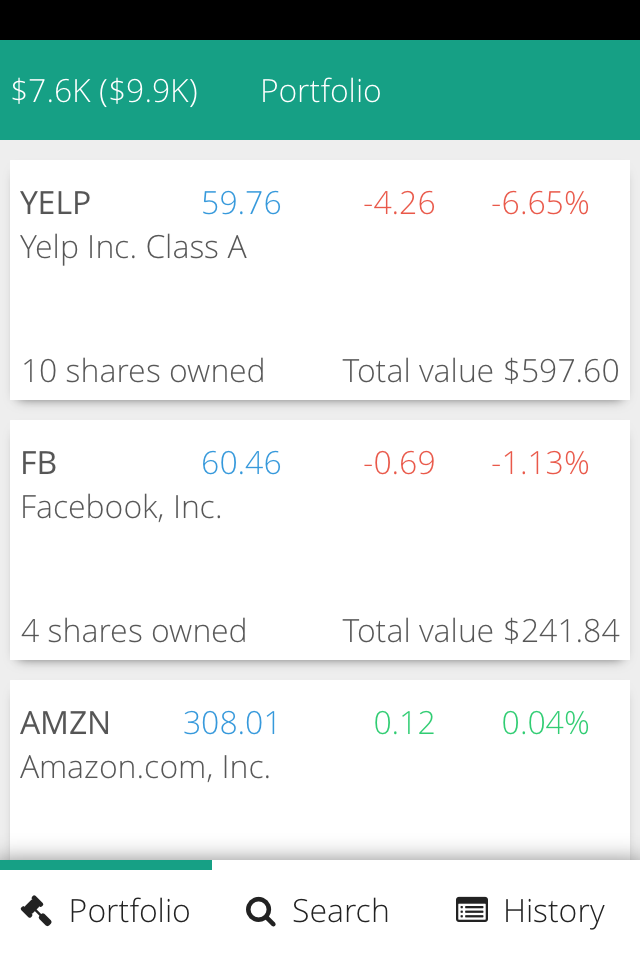 $7.6K ($9.9K) Portfolio
YELP 59.76 -4.26 -6.65%
Yelp Inc. Class A
10 shares owned Total value $597.60
FB 60.46 -0.69 -1.13%
Facebook, Inc.
4 shares owned Total value $241.84
AMZN 308.01 0.12 0.04%
Amazon.com, Inc.
Portfolio Search History